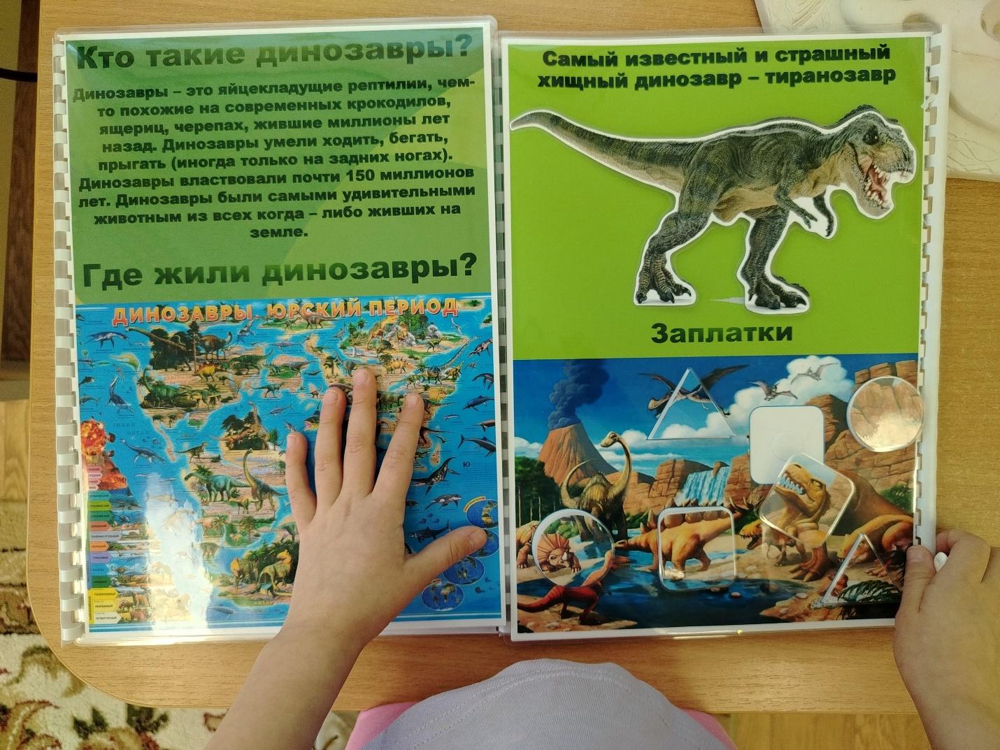 Кто такие динозавры?
Динозавры – это яйцекладущие рептилии, чем-
то похожие на современных крокодилов,
ящериц, черепах, жившие миллионы лет
назад. Динозавры умели ходить, бегать,
прыгать (иногда только на задних ногах).
Динозавры властвовали почти 150 миллионов
лет. Динозавры были самыми удивительными
животным из всех когда – либо живших на
земле.
Где жили динозавры?
ДИНОЗАВРЫ. ЮРСКИЙ ПЕРИОД
ТИХИЙ
ОКЕАН
Ю
Самый известный и страшный
хищный динозавр – тиранозавр
Заплатки